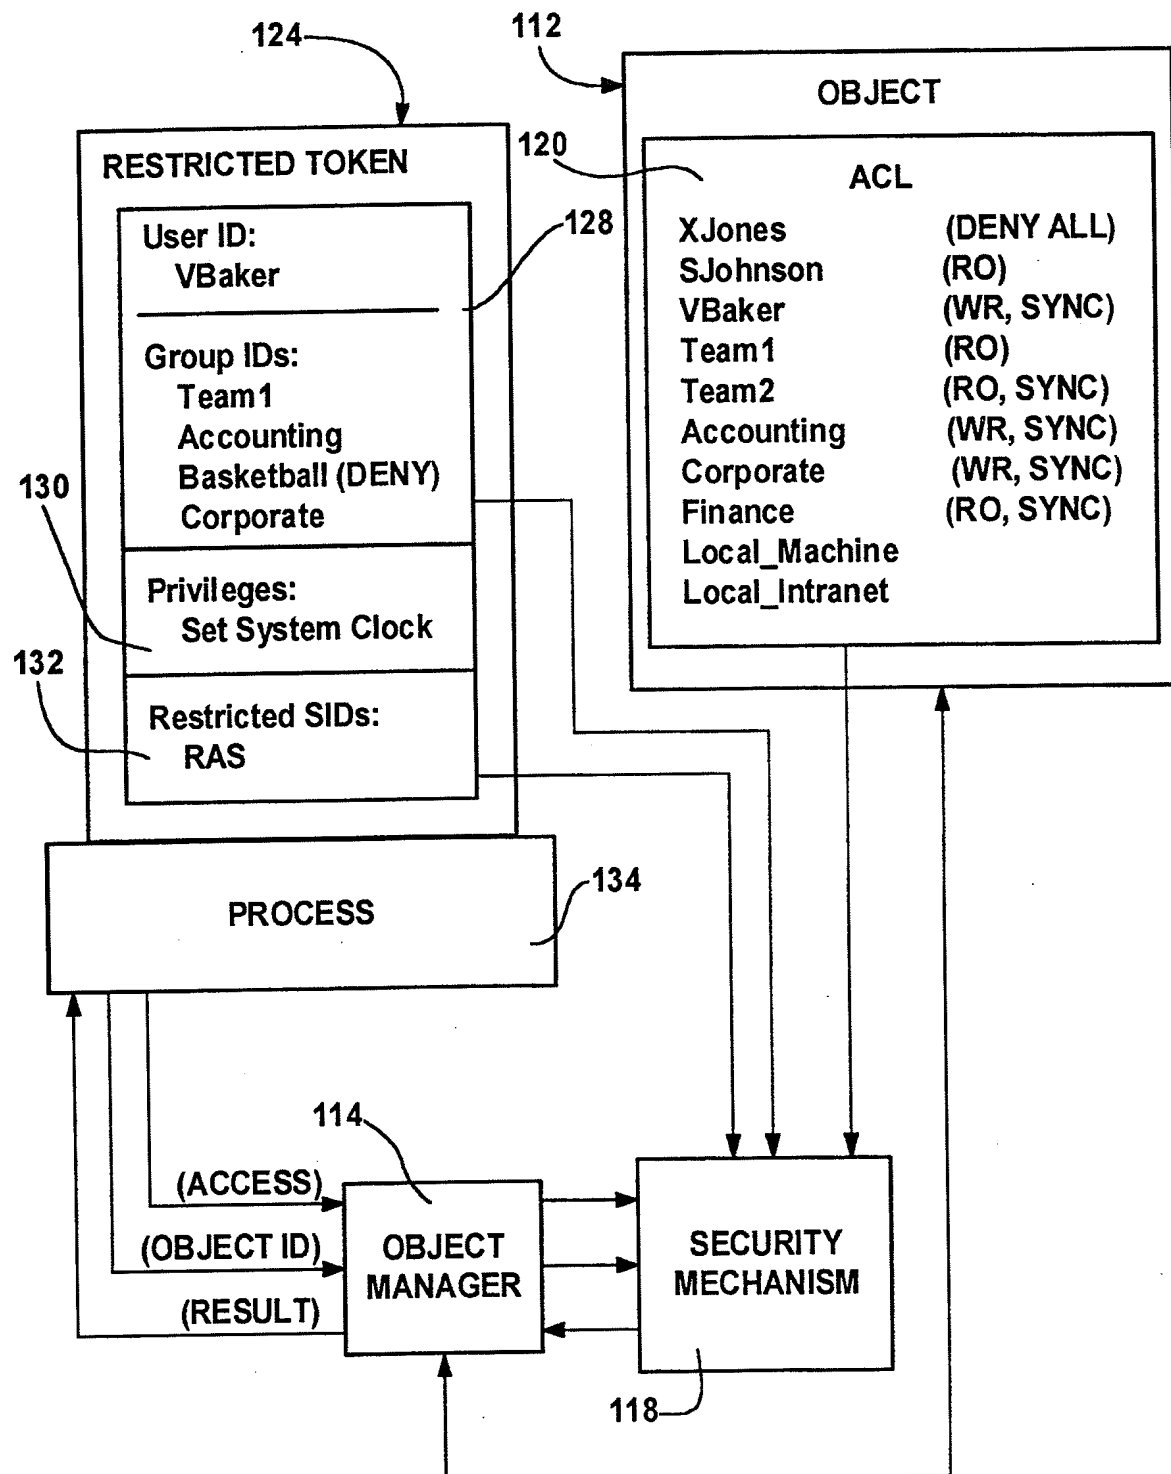 124
112
OBJECT
RESTRICTED TOKEN
120
ACL
User ID:
VBaker
128
Group IDs:
Team1
Accounting
Basketball (DENY)
Corporate
130
Privileges:
Set System Clock
132
Restricted SIDs:
RAS
XJones (DENY ALL)
SJohnson (RO)
VBaker (WR, SYNC)
Team1 (RO)
Team2 (RO, SYNC)
Accounting (WR, SYNC)
Corporate (WR, SYNC)
Finance (RO, SYNC)
Local_Machine
Local_Intranet
PROCESS
134
114
(ACCESS)
(OBJECT ID)
(RESULT)
OBJECT
MANAGER
SECURITY
MECHANISM
118